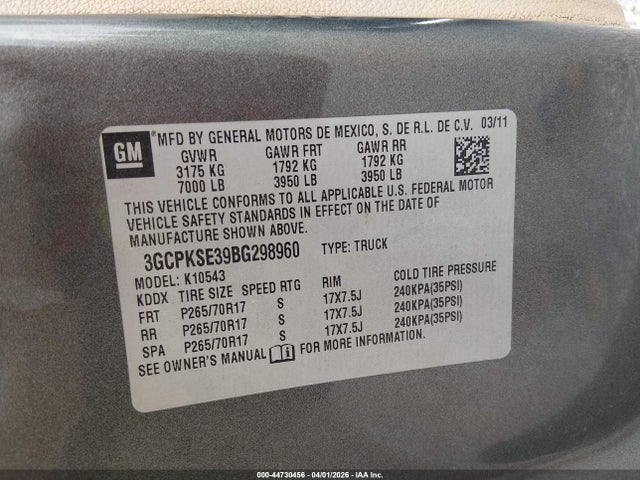 GM ® MFD BY GENERAL MOTORS DE MEXICO, S. DE R.L. DE C.V. 03/11
GVWR GAWR FRT GAWR RR
3175 KG 1792 KG 1792 KG
7000 LB 3950 LB 3950 LB
THIS VEHICLE CONFORMS TO ALL APPLICABLE U.S. FEDERAL MOTOR
VEHICLE SAFETY STANDARDS IN EFFECT ON THE DATE OF
MANUFACTURE SHOWN ABOVE.
3GCPKSE39BG298960 TYPE: TRUCK
MODEL: K10543
KDDX TIRE SIZE SPEED RTG RIM COLD TIRE PRESSURE
FRT P265/70R17 S 17X7.5J 240KPA(35PSI)
RR P265/70R17 S 17X7.5J 240KPA(35PSI)
SPA P265/70R17 S 17X7.5J 240KPA(35PSI)
SEE OWNER'S MANUAL FOR MORE INFORMATION.
000-44730456 - 04/01/2026 - IAA Inc.